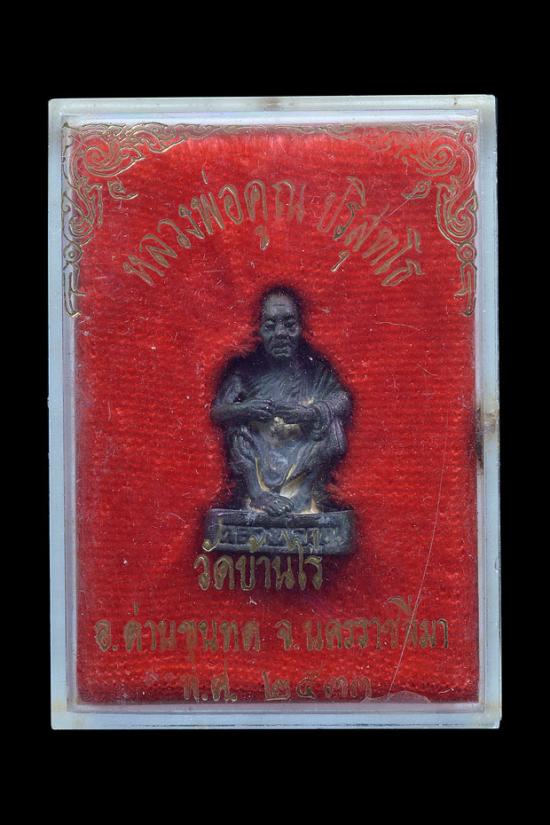 หลวงพ่อคูณ ปริสุทโธ
วัดบ้านไร่
อ.ด่านขุนทด จ.นครราชสีมา
พ.ศ. ๒๕๓๓